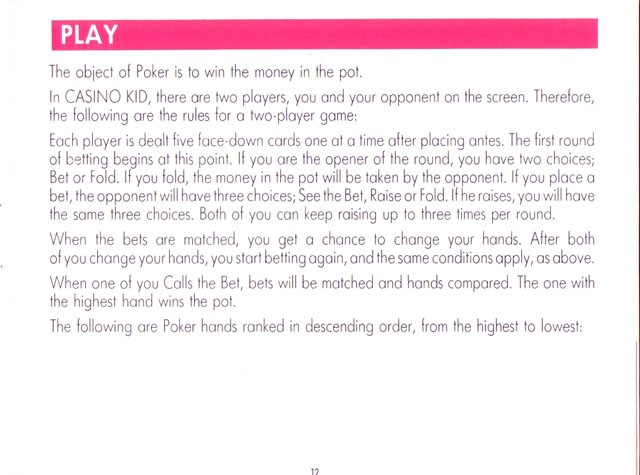 PLAY
The object of Poker is to win the money in the pot.
In CASINO KID, there are two players, you and your opponent on the screen. Therefore,
the following are the rules for a two-player game:
Each player is dealt five face-down cards one at a time after placing antes. The first round
of betting begins at this point. If you are the opener of the round, you have two choices;
Bet or Fold. If you fold, the money in the pot will be taken by the opponent. If you place a
bet, the opponent will have three choices; See the Bet, Raise or Fold. If he raises, you will have
the same three choices. Both of you can keep raising up to three times per round.
When the bets are matched, you get a chance to change your hands. After both
of you change your hands, you start betting again, and the same conditions apply, as above.
When one of you Calls the Bet, bets will be matched and hands compared. The one with
the highest hand wins the pot.
The following are Poker hands ranked in descending order, from the highest to lowest:
12